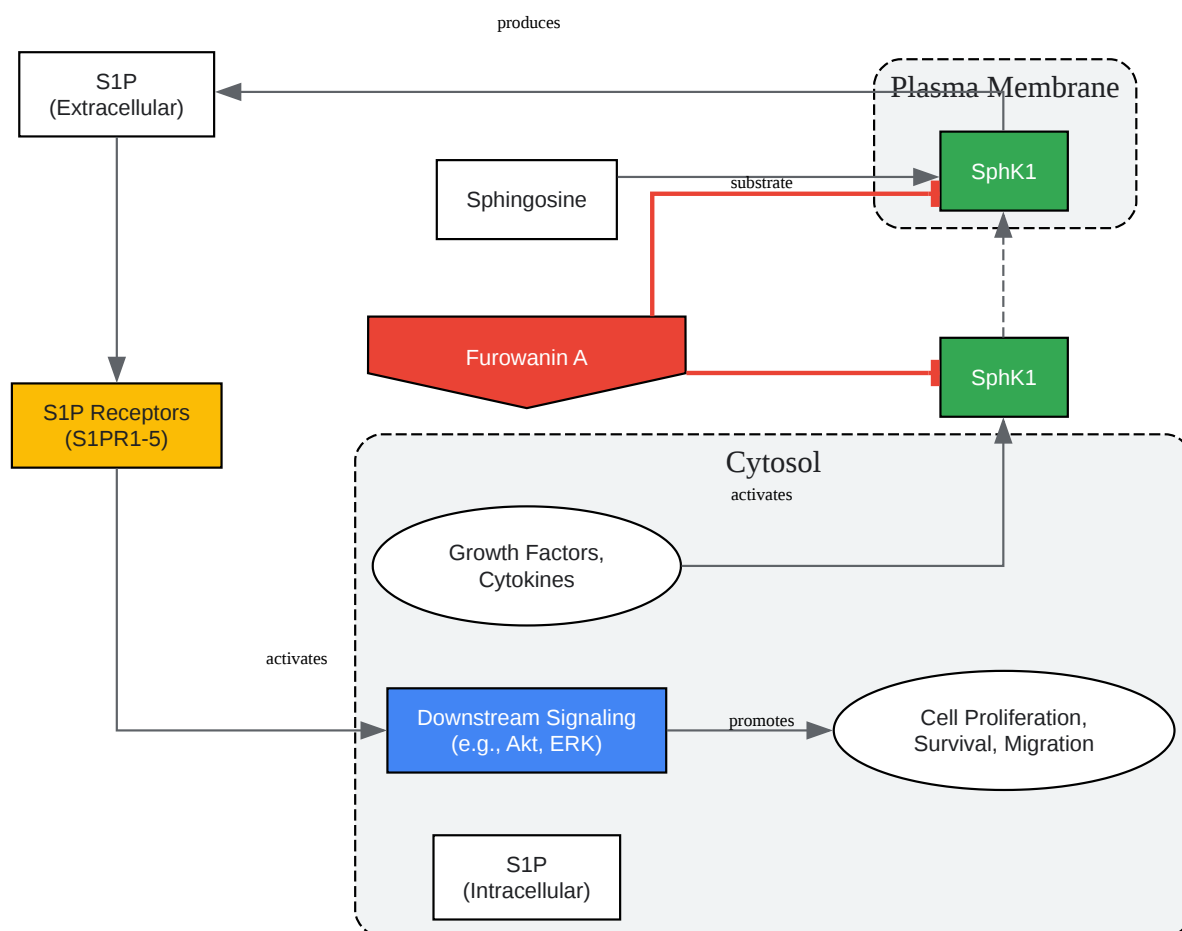 produces
S1P
(Extracellular)
Plasma Membrane
SphK1
Sphingosine
substrate
Furowanin A
SphK1
S1P Receptors
(S1PR1-5)
Cytosol
activates
Growth Factors,
Cytokines
activates
Downstream Signaling
(e.g., Akt, ERK)
promotes
Cell Proliferation,
Survival, Migration
S1P
(Intracellular)